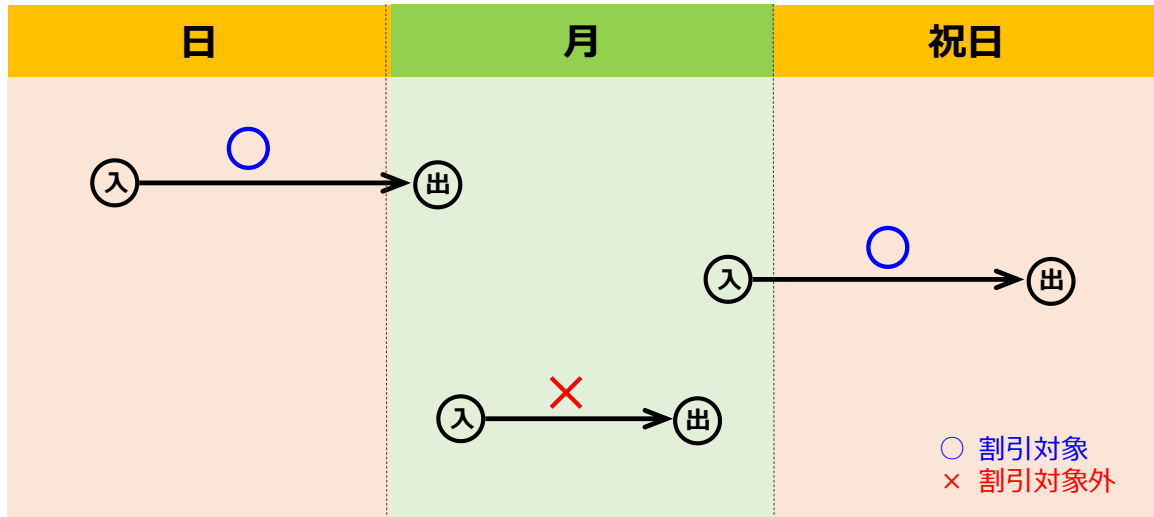 日 月 祝日
入 出
入 出
入 出
○ 割引対象
× 割引対象外